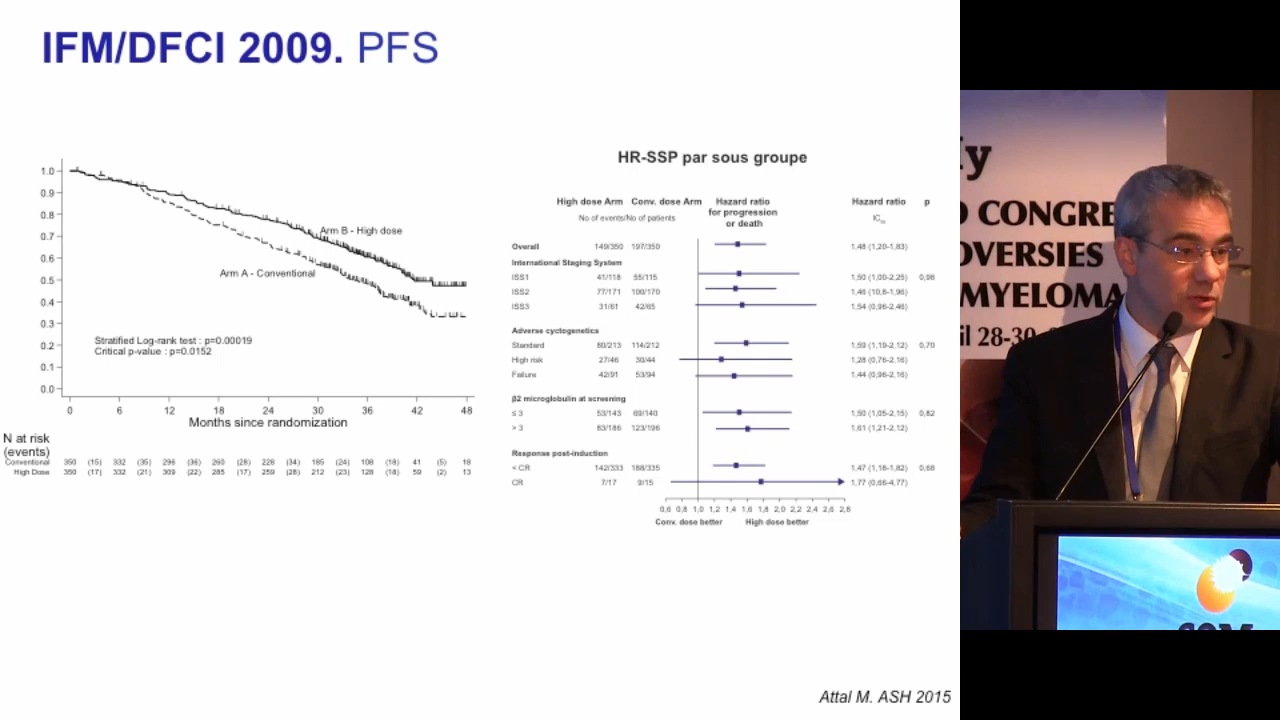 IFM/DFCI 2009. PFS
1.0
0.9
0.8
0.7
0.6
0.5
0.4
0.3
0.2
0.1
0.0
Arm B - High dose
Arm A - Conventional
Stratified Log-rank test : p=0.00019
Critical p-value : p=0.0152
0 6 12 18 24 30 36 42 48
Months since randomization
N at risk
(events)
Conventional 350 (15) 332 (35) 296 (36) 260 (28) 228 (34) 185 (24) 108 (18) 41 (5) 18
High Dose 350 (17) 332 (21) 309 (22) 285 (17) 259 (28) 212 (23) 128 (18) 59 (2) 13
HR-SSP par sous groupe
High dose Arm Conv. dose Arm Hazard ratio for progression or death Hazard ratio p
No of events/No of patients
Overall 149/350 197/350 1,48 (1,20-1,83)
International Staging System
ISS1 41/118 55/115 1,50 (1,00-2,25) 0,98
ISS2 77/171 100/170 1,46 (10,8-1,96)
ISS3 31/61 42/65 1,54 (0,96-2,46)
Adverse cyctogenetics
Standard 80/213 114/212 1,59 (1,19-2,12) 0,70
High risk 27/46 30/44 1,28 (0,76-2,16)
Failure 42/91 53/94 1,44 (0,96-2,16)
β2 microglobulin at screening
≤ 3 53/143 69/140 1,50 (1,05-2,15) 0,82
> 3 83/186 123/196 1,61 (1,21-2,12)
Response post-induction
< CR 142/333 188/335 1,47 (1,18-1,82) 0,68
CR 7/17 9/15 1,77 (0,66-4,77)
0,6 0,8 1,0 1,2 1,4 1,6 1,8 2,0 2,2 2,4 2,6 2,8
Conv. dose better High dose better
Attal M. ASH 2015
CONGRE
OVERSIES
MYELOMA
28-30